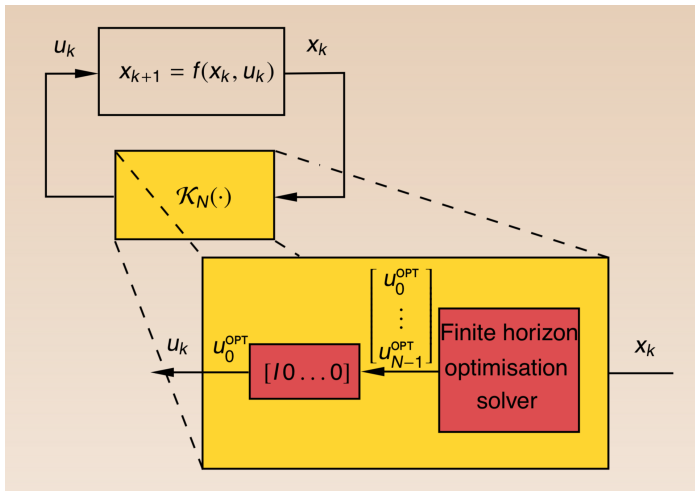 u_k
x_k
x_{k+1} = f(x_k, u_k)
𝒦_N(·)
u_0^{OPT}
⋮
u_{N−1}^{OPT}
u_k
u_0^{OPT}
[I 0 … 0]
Finite horizon
optimisation
solver
x_k